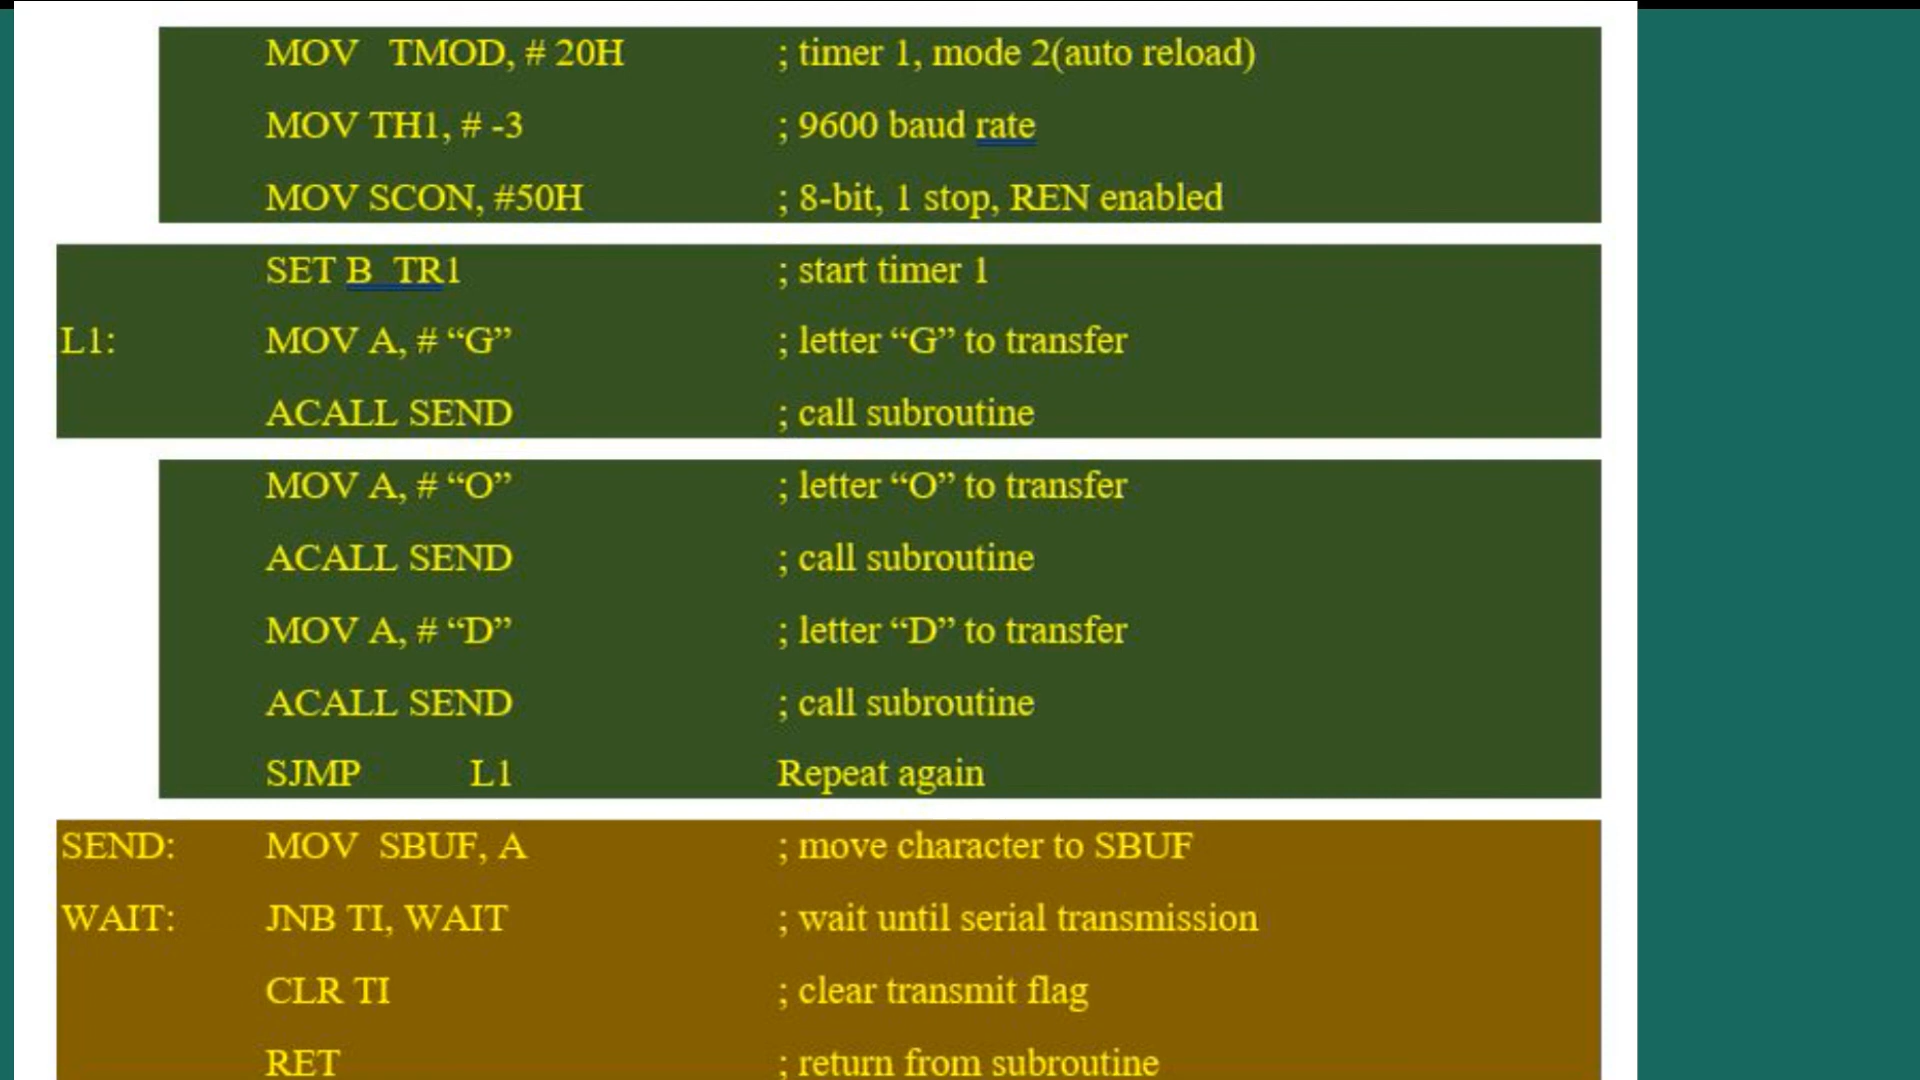 MOV TMOD, # 20H ; timer 1, mode 2(auto reload)
MOV TH1, # -3 ; 9600 baud rate
MOV SCON, #50H ; 8-bit, 1 stop, REN enabled
SET B TR1 ; start timer 1
L1: MOV A, # “G” ; letter “G” to transfer
ACALL SEND ; call subroutine
MOV A, # “O” ; letter “O” to transfer
ACALL SEND ; call subroutine
MOV A, # “D” ; letter “D” to transfer
ACALL SEND ; call subroutine
SJMP L1 Repeat again
SEND: MOV SBUF, A ; move character to SBUF
WAIT: JNB TI, WAIT ; wait until serial transmission
CLR TI ; clear transmit flag
RET ; return from subroutine